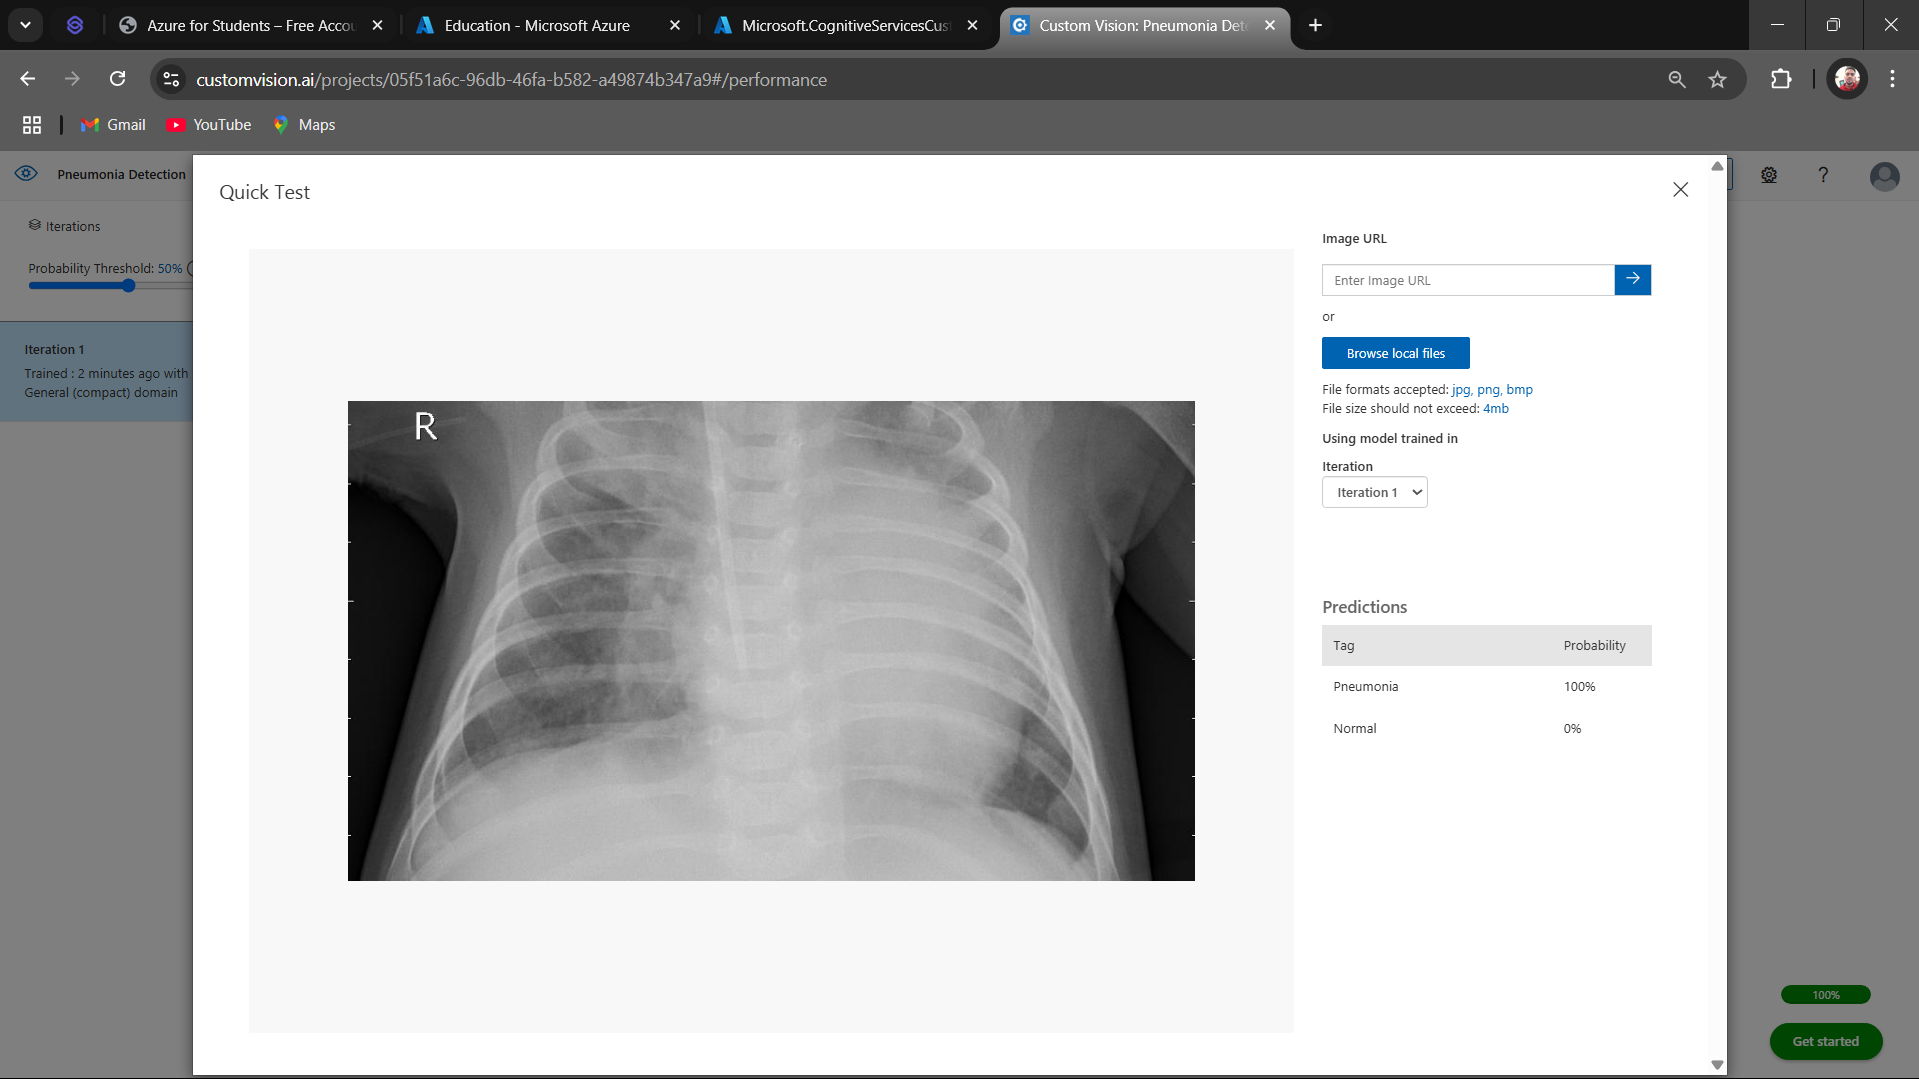 Azure for Students – Free Accou
Education - Microsoft Azure
Microsoft.CognitiveServicesCus
Custom Vision: Pneumonia Dete
customvision.ai/projects/05f51a6c-96db-46fa-b582-a49874b347a9#/performance
Gmail
YouTube
Maps
Pneumonia Detection
Quick Test
Iterations
Probability Threshold: 50%
Iteration 1
Trained : 2 minutes ago with
General (compact) domain
R
Image URL
Enter Image URL
or
Browse local files
File formats accepted: jpg, png, bmp
File size should not exceed: 4mb
Using model trained in
Iteration
Iteration 1
Predictions
Tag Probability
Pneumonia 100%
Normal 0%
100%
Get started